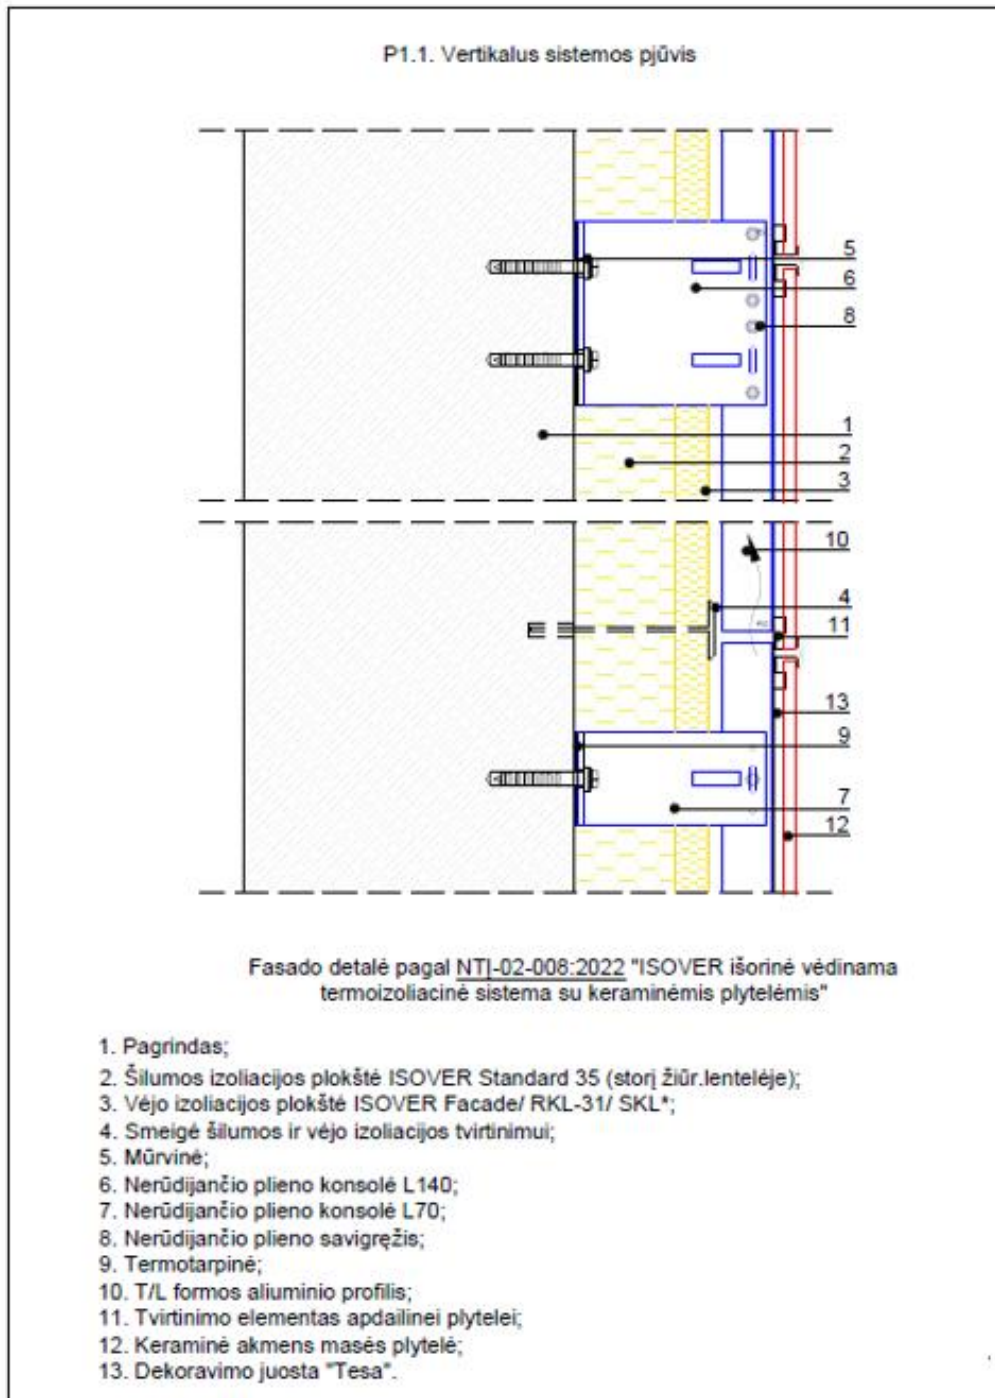 P1.1. Vertikalus sistemos pjūvis
5
6
8
1
2
3
10
4
11
13
9
7
12
Fasado detalė pagal NTĮ-02-008:2022 "ISOVER išorinė vėdinama
termoizoliacinė sistema su keraminėmis plytelėmis"
1. Pagrindas;
2. Šilumos izoliacijos plokštė ISOVER Standard 35 (storį žiūr.lentelėje);
3. Vėjo izoliacijos plokštė ISOVER Facade/ RKL-31/ SKL*;
4. Smeigė šilumos ir vėjo izoliacijos tvirtinimui;
5. Mūrvinė;
6. Nerūdijančio plieno konsolė L140;
7. Nerūdijančio plieno konsolė L70;
8. Nerūdijančio plieno savigręžis;
9. Termotarpinė;
10. T/L formos aliuminio profilis;
11. Tvirtinimo elementas apdailinei plytelei;
12. Keraminė akmens masės plytelė;
13. Dekoravimo juosta "Tesa".